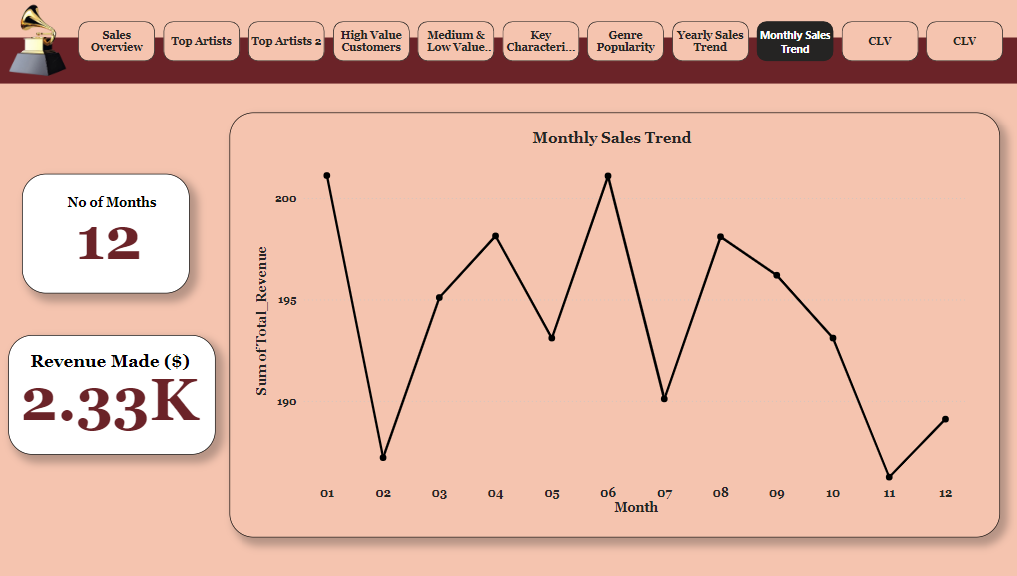 Sales
Overview
Top Artists
Top Artists 2
High Value
Customers
Medium &
Low Value..
Key
Characteri...
Genre
Popularity
Yearly Sales
Trend
Monthly Sales
Trend
CLV
CLV
No of Months
12
Revenue Made ($)
2.33K
Monthly Sales Trend
Sum of Total_Revenue
200
195
190
01 02 03 04 05 06 07 08 09 10 11 12
Month